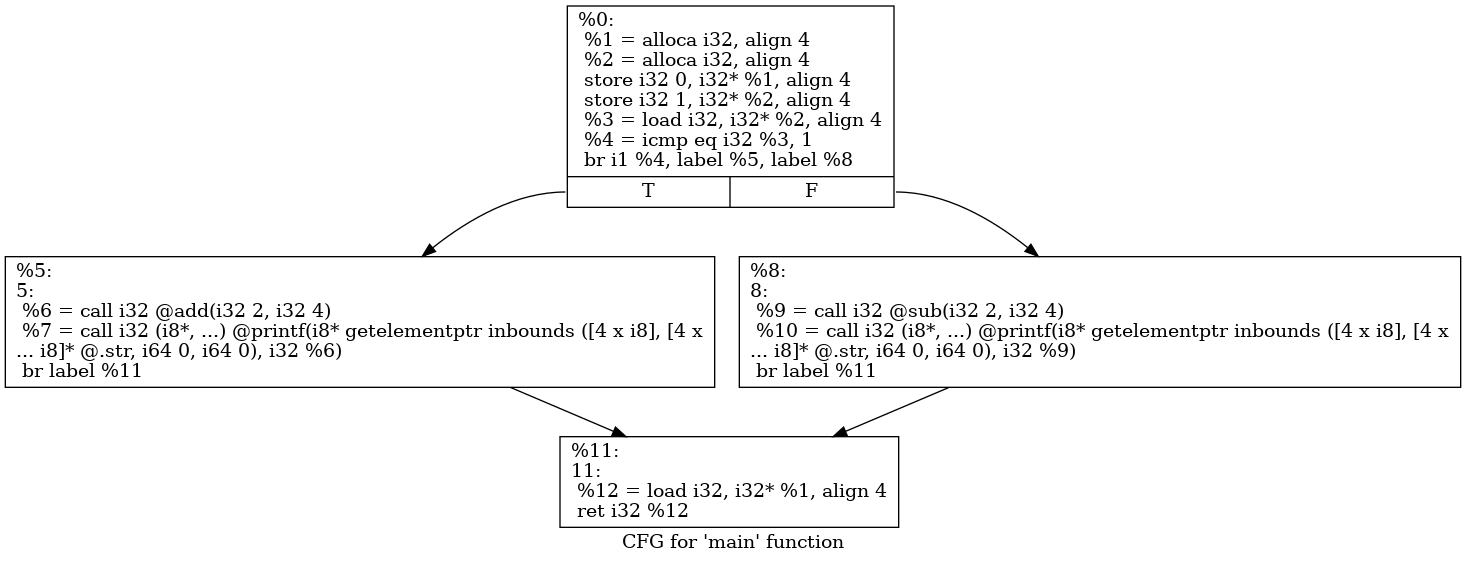 %0:
%1 = alloca i32, align 4
%2 = alloca i32, align 4
store i32 0, i32* %1, align 4
store i32 1, i32* %2, align 4
%3 = load i32, i32* %2, align 4
%4 = icmp eq i32 %3, 1
br i1 %4, label %5, label %8
T
F
%5:
5:
%6 = call i32 @add(i32 2, i32 4)
%7 = call i32 (i8*, ...) @printf(i8* getelementptr inbounds ([4 x i8], [4 x
... i8]* @.str, i64 0, i64 0), i32 %6)
br label %11
%8:
8:
%9 = call i32 @sub(i32 2, i32 4)
%10 = call i32 (i8*, ...) @printf(i8* getelementptr inbounds ([4 x i8], [4 x
... i8]* @.str, i64 0, i64 0), i32 %9)
br label %11
%11:
11:
%12 = load i32, i32* %1, align 4
ret i32 %12
CFG for 'main' function